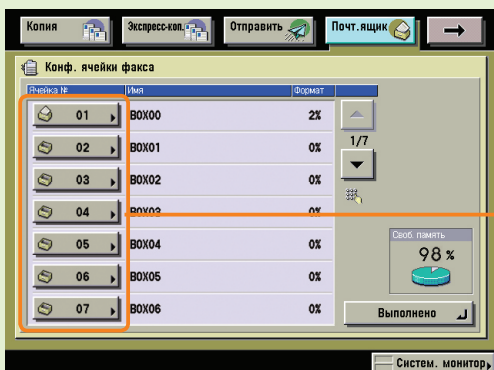 Копия Экспресс-коп. Отправить Почт.ящик
Конф. ячейки факса
Ячейка № Имя Формат
01 BOX00 2%
02 BOX01 0%
03 BOX02 0%
04 BOX03 0%
05 BOX04 0%
06 BOX05 0%
07 BOX06 0%
1/7
Своб. память
98 %
Выполнено
Систем. монитор